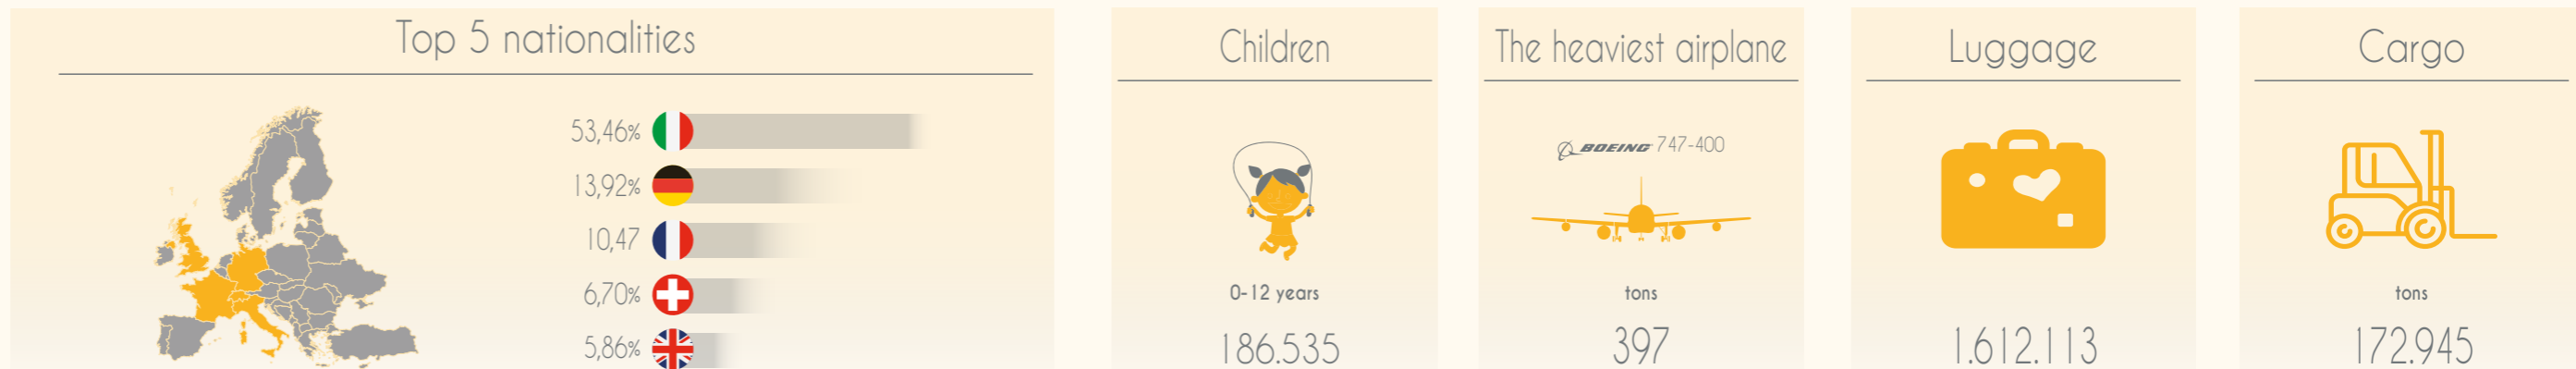 Top 5 nationalities
53,46%
13,92%
10,47
6,70%
5,86%
Children
0-12 years
186.535
The heaviest airplane
BOEING 747-400
tons
397
Luggage
1.612.113
Cargo
tons
172.945